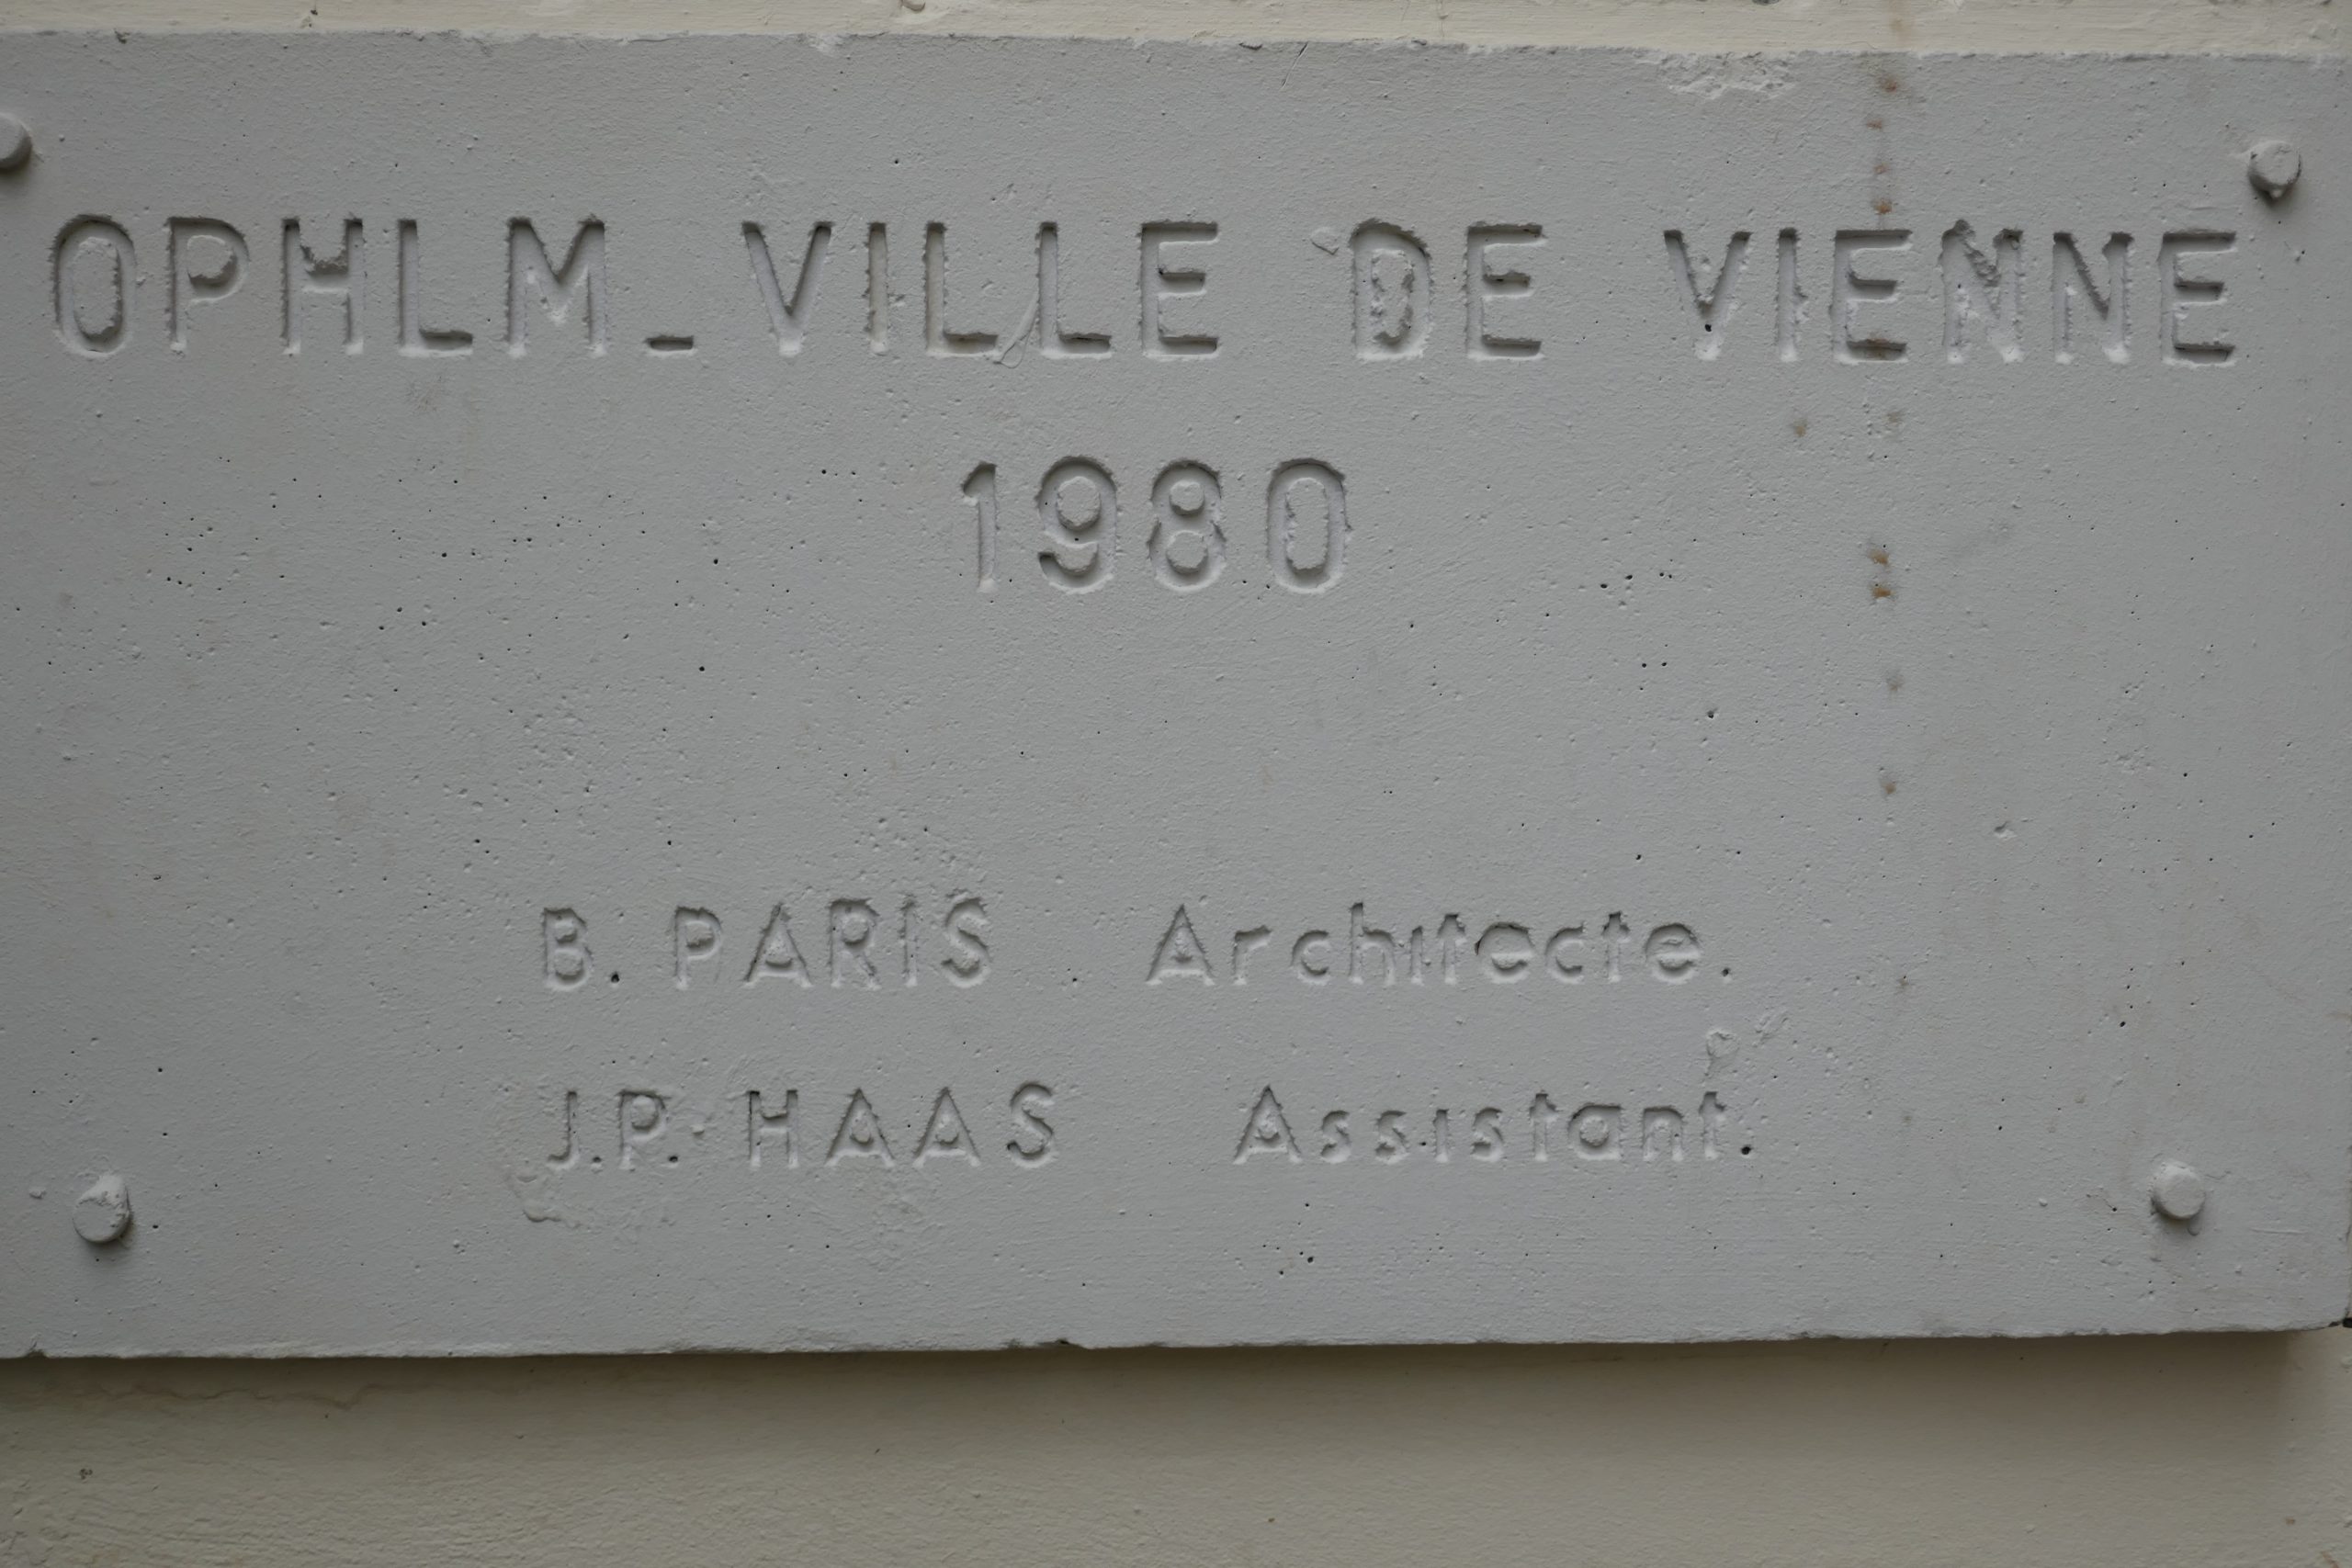 OPHLM_VILLE DE VIENNE
1980
B. PARIS Architecte.
J.P. HAAS Assistant.